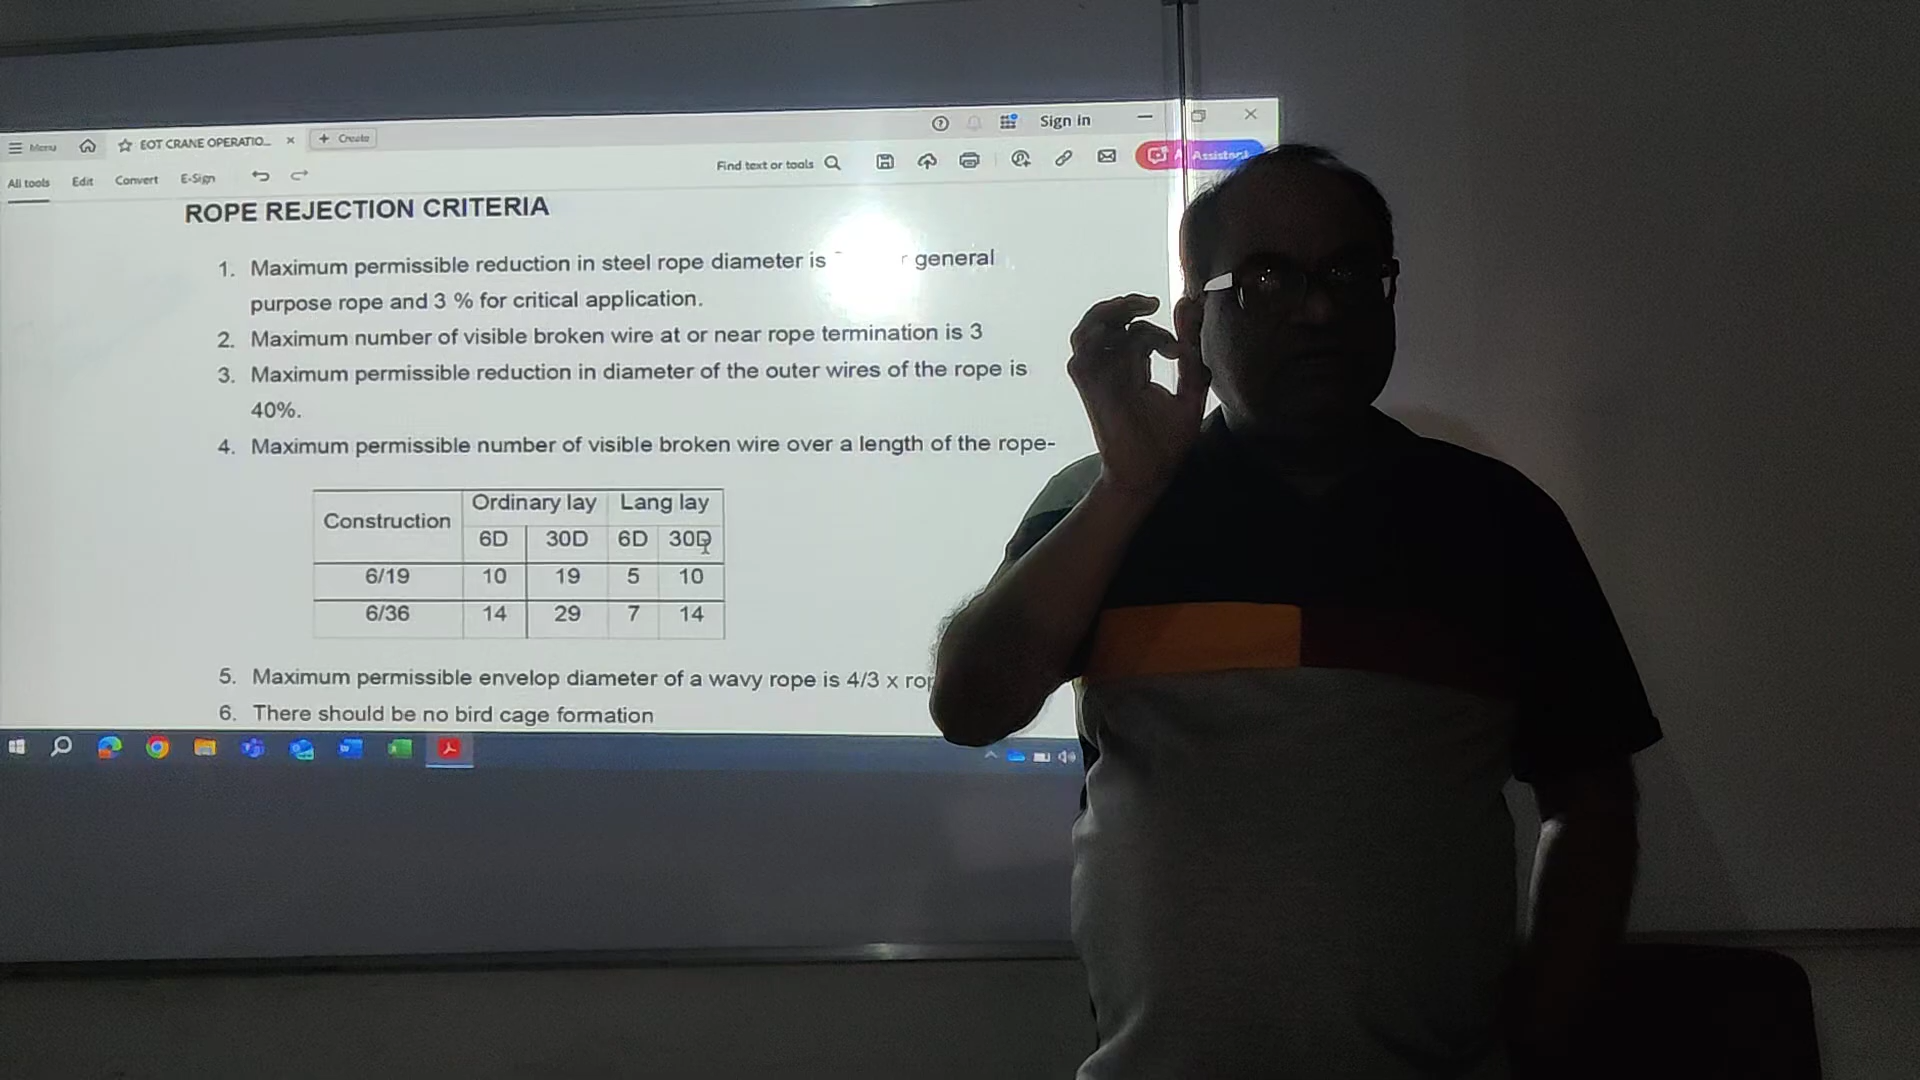 Menu
EOT CRANE OPERATIO...
+ Create
Sign in
All tools Edit Convert E-Sign
Find text or tools
Assistant
ROPE REJECTION CRITERIA
1. Maximum permissible reduction in steel rope diameter is general
purpose rope and 3 % for critical application.
2. Maximum number of visible broken wire at or near rope termination is 3
3. Maximum permissible reduction in diameter of the outer wires of the rope is
40%.
4. Maximum permissible number of visible broken wire over a length of the rope-
Construction Ordinary lay Lang lay
6D 30D 6D 30D
6/19 10 19 5 10
6/36 14 29 7 14
5. Maximum permissible envelop diameter of a wavy rope is 4/3 x
6. There should be no bird cage formation